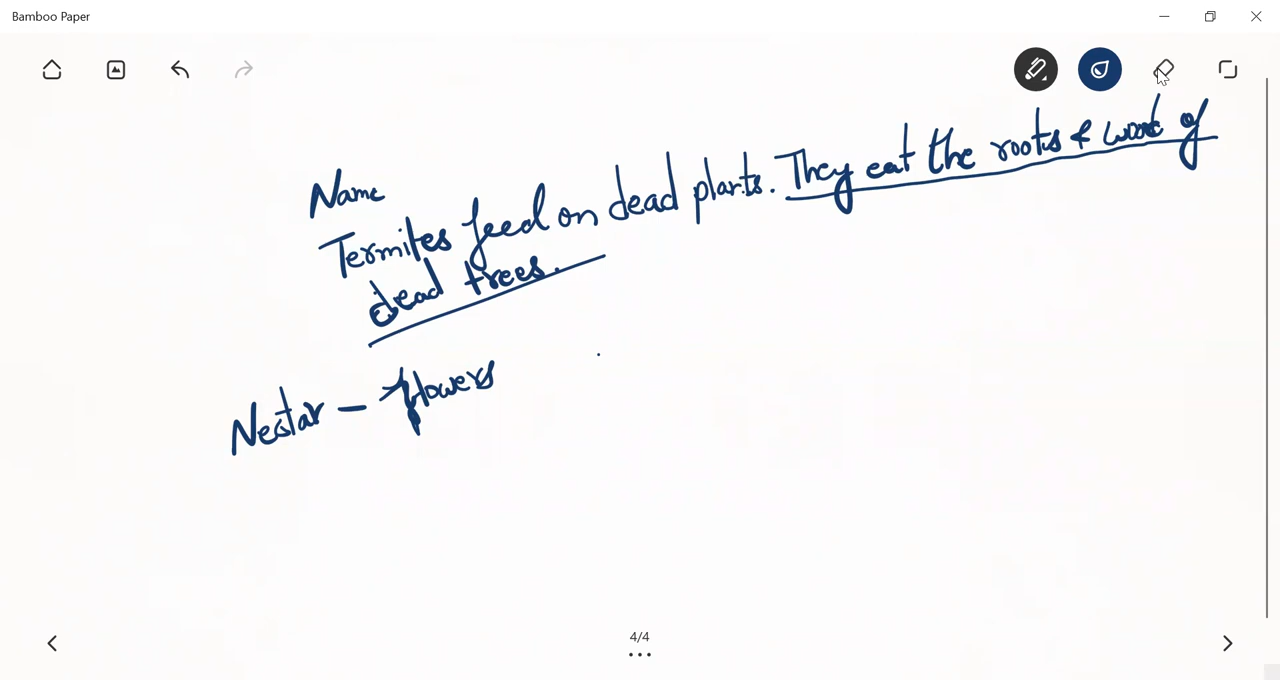 Bamboo Paper
Name
Termites feed on dead plants. They eat the roots & wood of
dead trees.
Nectar – flowers
4/4